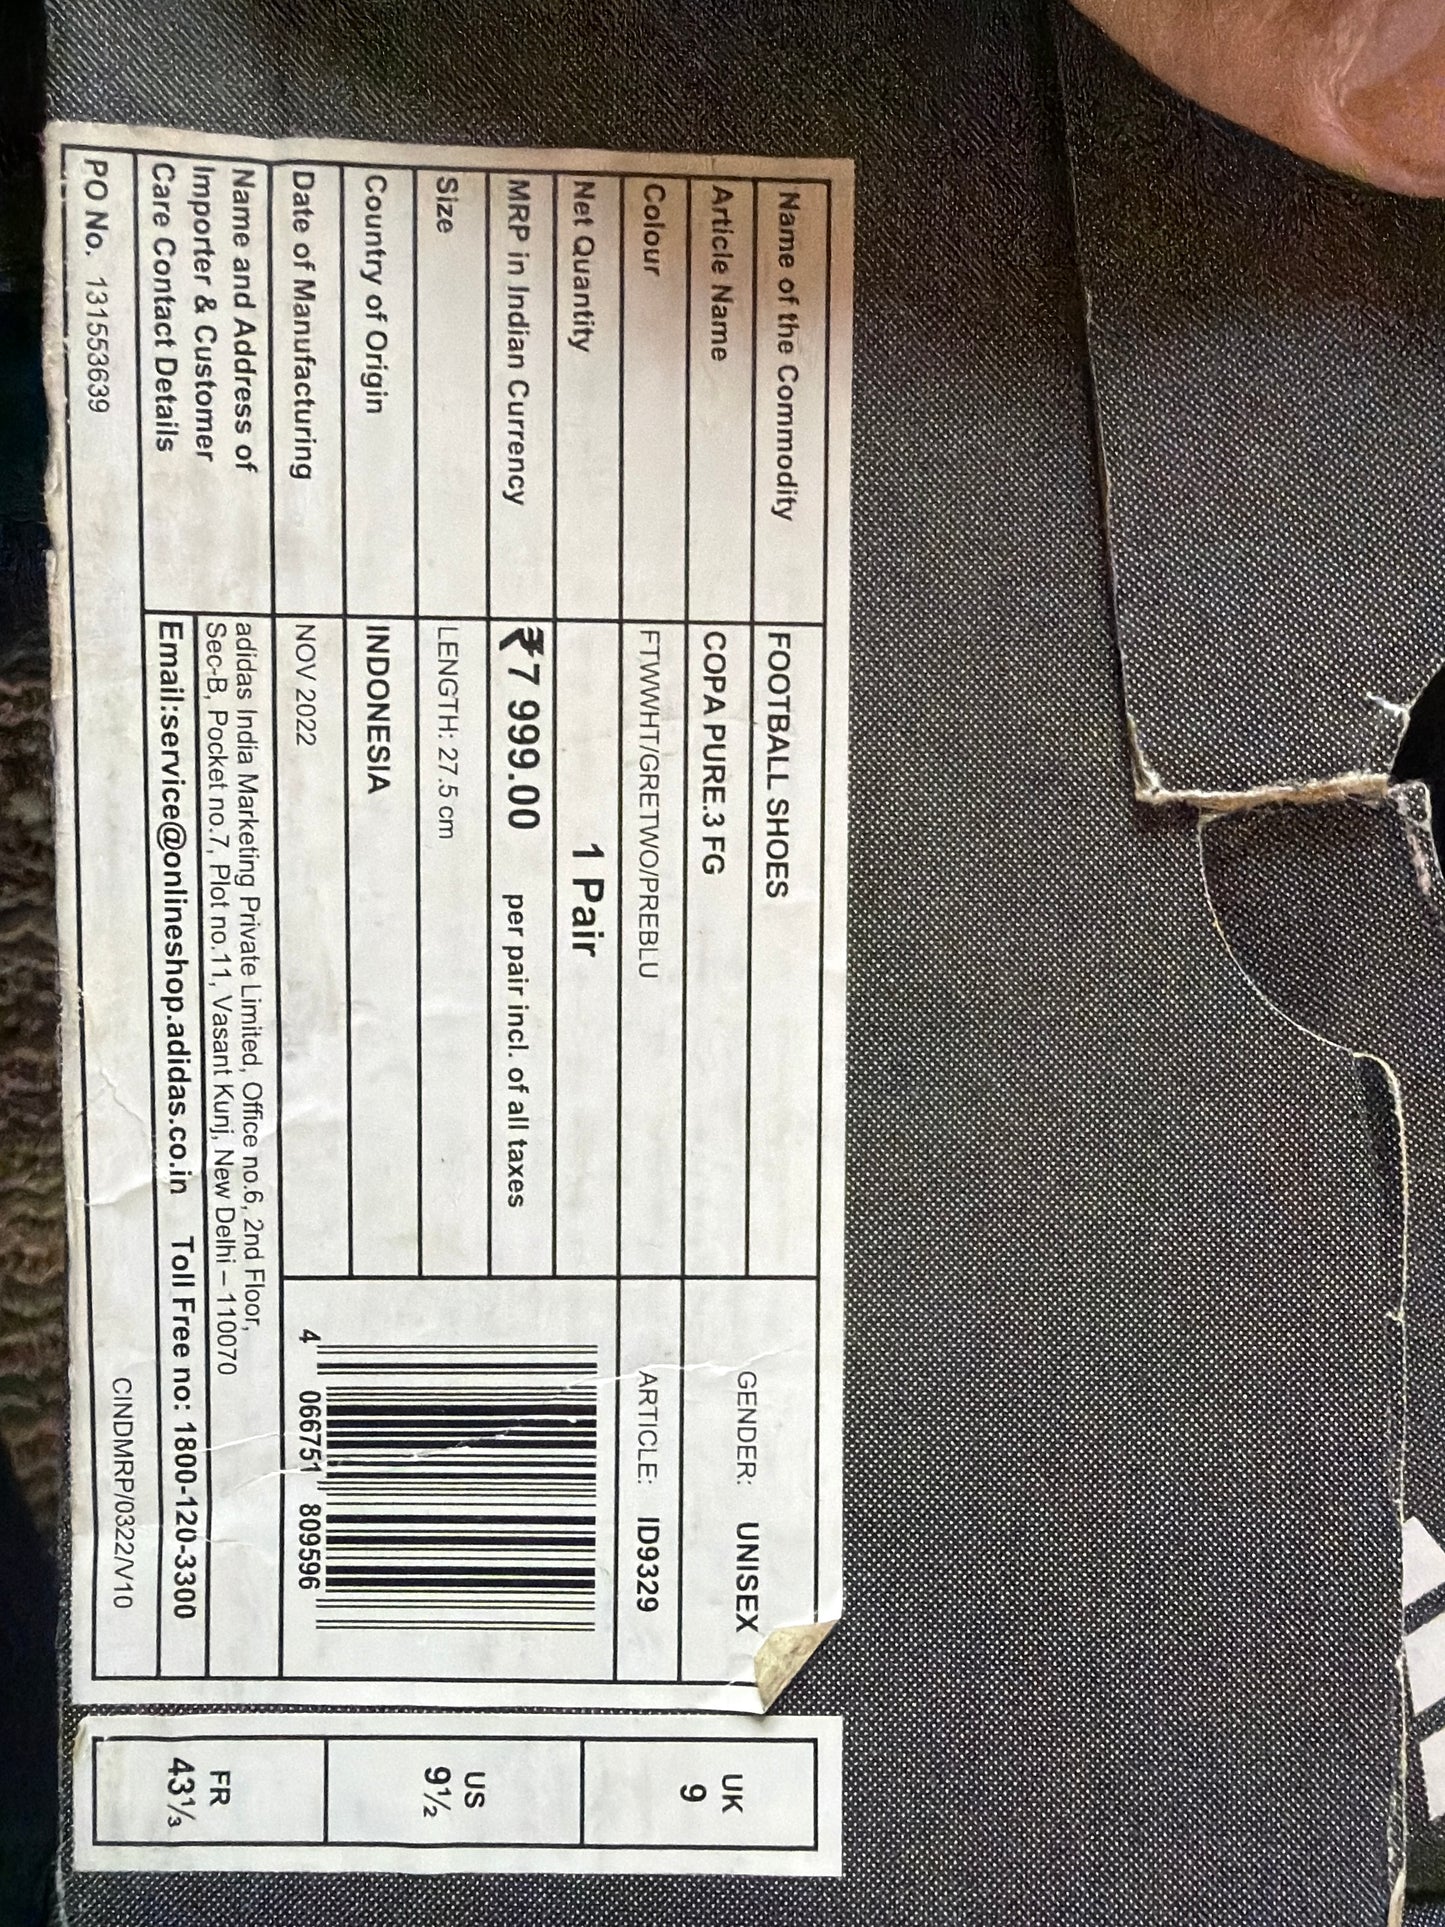 Name of the Commodity FOOTBALL SHOES
GENDER: UNISEX
Article Name COPA PURE.3 FG
Colour FTWWHT/GRETWO/PREBLU ARTICLE: ID9329
Net Quantity 1 Pair
MRP in Indian Currency ₹7 999.00 per pair incl. of all taxes
Size LENGTH: 27.5 cm
Country of Origin INDONESIA
Date of Manufacturing NOV 2022
4 066751 809596
Name and Address of
Importer & Customer
Care Contact Details
adidas India Marketing Private Limited, Office no.6, 2nd Floor,
Sec-B, Pocket no.7, Plot no.11, Vasant Kunj, New Delhi – 110070
Email:service@onlineshop.adidas.co.in Toll Free no: 1800-120-3300
PO No. 131553639
CINDMRP/0322/V10
UK
9
US
9½
FR
43⅓